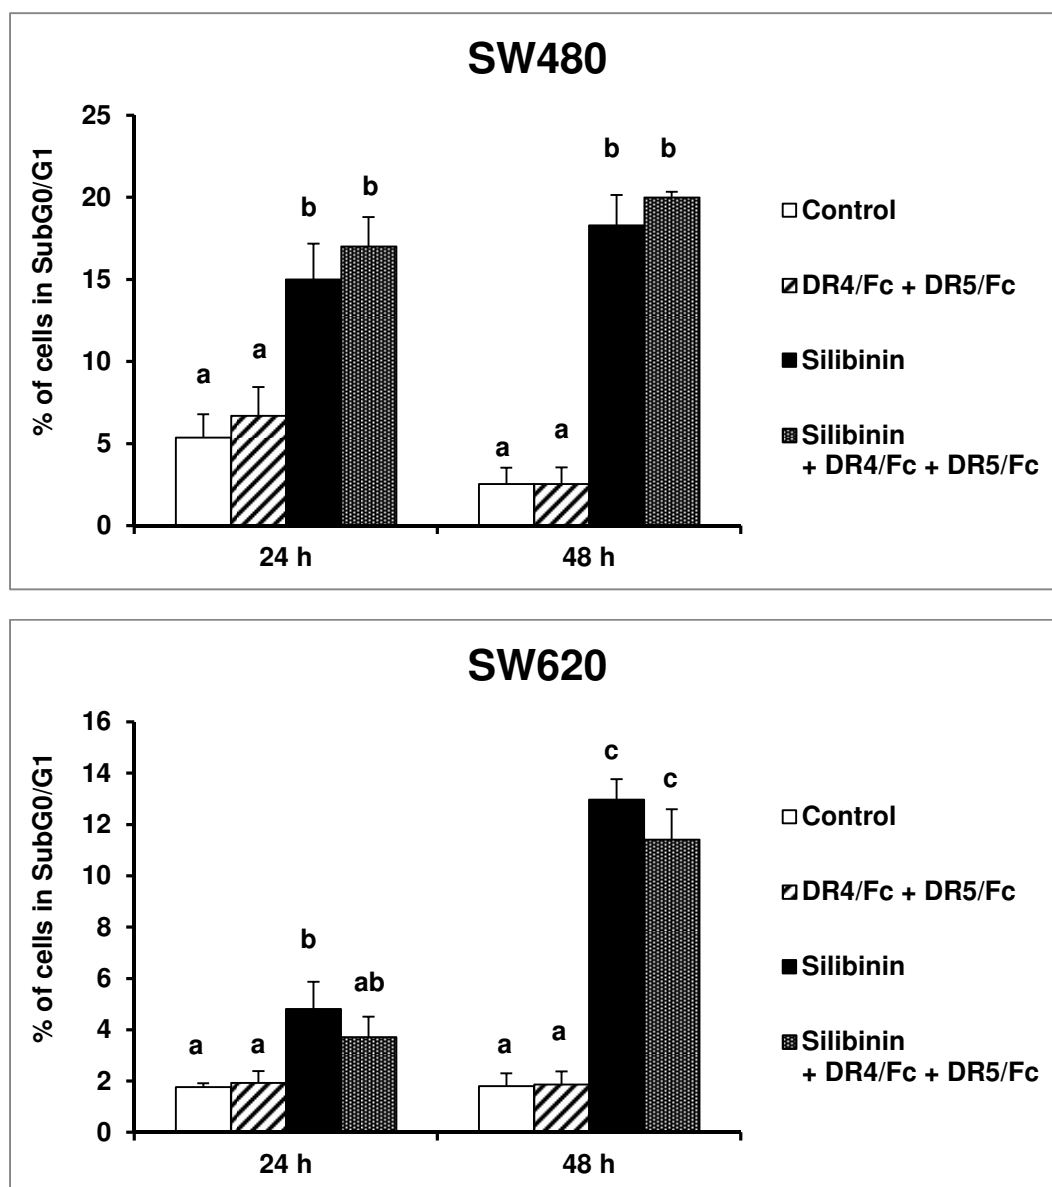 SW480
% of cells in SubG0/G1
25
20
15
10
5
0
a
a
b
b
a
a
b
b
24 h
48 h
Control
DR4/Fc + DR5/Fc
Silibinin
Silibinin
+ DR4/Fc + DR5/Fc
SW620
% of cells in SubG0/G1
16
14
12
10
8
6
4
2
0
a
a
b
ab
a
a
c
c
24 h
48 h
Control
DR4/Fc + DR5/Fc
Silibinin
Silibinin
+ DR4/Fc + DR5/Fc